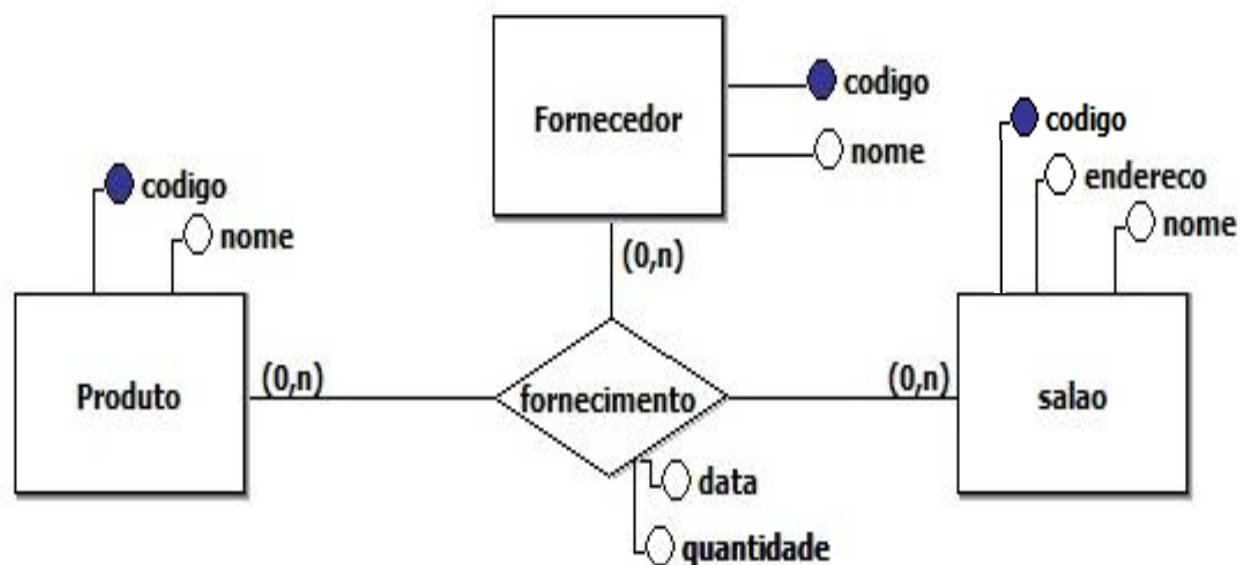 Fornecedor
codigo
nome
(0,n)
codigo
nome
Produto
(0,n)
fornecimento
data
quantidade
(0,n)
codigo
endereco
nome
salao